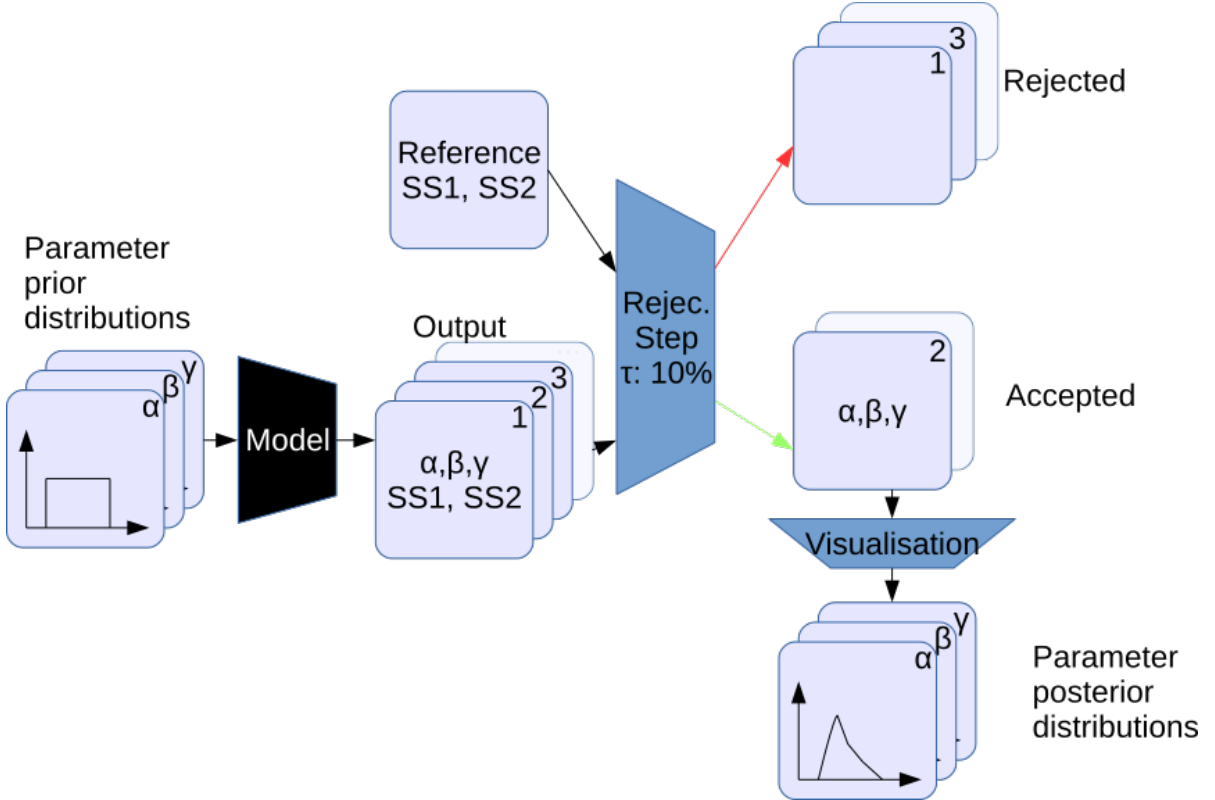 3
1
Rejected
Reference
SS1, SS2
Parameter
prior
distributions
γ
β
α
Model
Output
...
3
2
1
α,β,γ
SS1, SS2
Rejec.
Step
τ: 10%
2
α,β,γ
Accepted
Visualisation
γ
β
α
Parameter
posterior
distributions